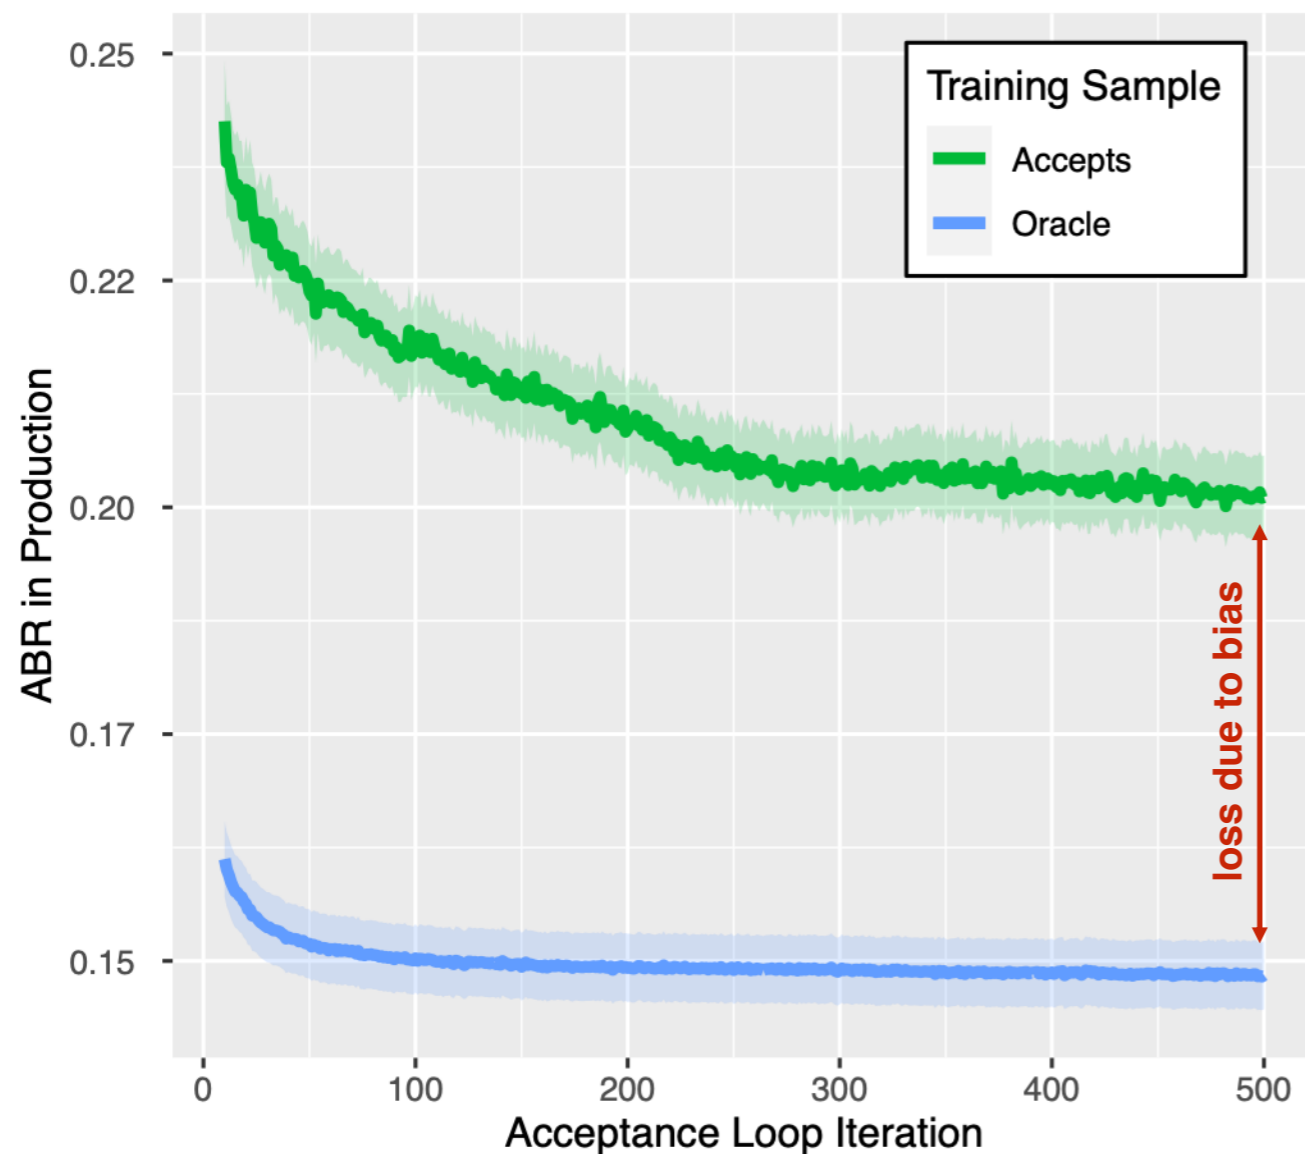 0.25
0.22
0.20
0.17
0.15
ABR in Production
Training Sample
Accepts
Oracle
loss due to bias
0 100 200 300 400 500
Acceptance Loop Iteration